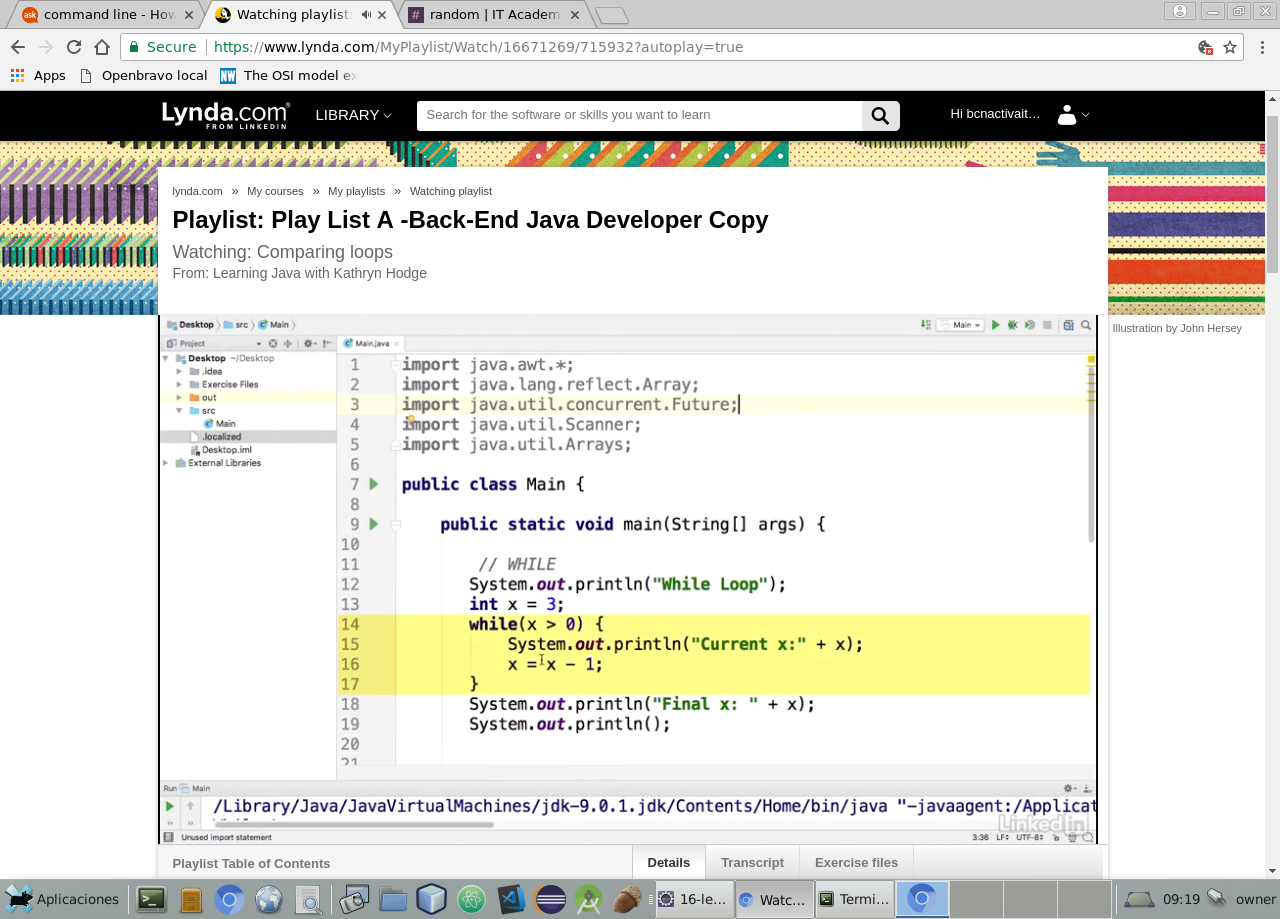 command line - How
Watching playlist:
random | IT Academ
Secure
https://www.lynda.com/MyPlaylist/Watch/16671269/715932?autoplay=true
Apps
Openbravo local
NW
The OSI model ex
Lynda.com
FROM LINKEDIN
LIBRARY
Search for the software or skills you want to learn
Hi bcnactivait...
lynda.com » My courses » My playlists » Watching playlist
Playlist: Play List A -Back-End Java Developer Copy
Watching: Comparing loops
From: Learning Java with Kathryn Hodge
Illustration by John Hersey
Desktop src Main
Main
Project
Main.java
Desktop ~/Desktop
.idea
Exercise Files
out
src
Main
.localized
Desktop.iml
External Libraries
1 import java.awt.*;
2 import java.lang.reflect.Array;
3 import java.util.concurrent.Future;
4 import java.util.Scanner;
5 import java.util.Arrays;
6
7 public class Main {
8
9 public static void main(String[] args) {
10
11 // WHILE
12 System.out.println("While Loop");
13 int x = 3;
14 while(x > 0) {
15 System.out.println("Current x:" + x);
16 x = x - 1;
17 }
18 System.out.println("Final x: " + x);
19 System.out.println();
20
21
Run Main
/Library/Java/JavaVirtualMachines/jdk-9.0.1.jdk/Contents/Home/bin/java "-javaagent:/Applicat
LinkedIn
Unused import statement
3:36 LF÷ UTF-8÷
Playlist Table of Contents
Details
Transcript
Exercise files
Aplicaciones
16-le...
Watc...
Termi...
09:19
owner